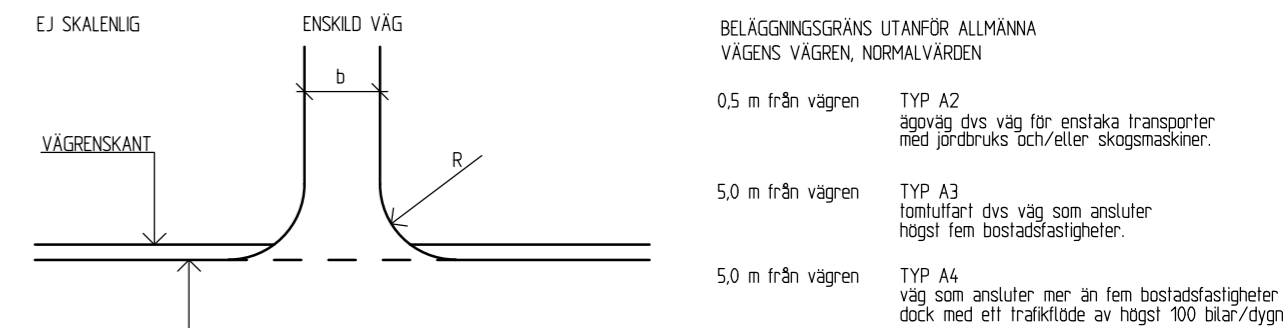 EJ SKALENLIG
ENSKILD VÄG
b
VÄGRENSKANT
R
BELÄGGNINGSGRÄNS UTANFÖR ALLMÄNNA
VÄGENS VÄGREN, NORMALVÄRDEN
0,5 m från vägren TYP A2
ägoväg dvs väg för enstaka transporter
med jordbruks och/eller skogsmaskiner.
5,0 m från vägren TYP A3
tomtutfart dvs väg som ansluter
högst fem bostadsfastigheter.
5,0 m från vägren TYP A4
väg som ansluter mer än fem bostadsfastigheter
dock med ett trafikflöde av högst 100 bilar/dygn